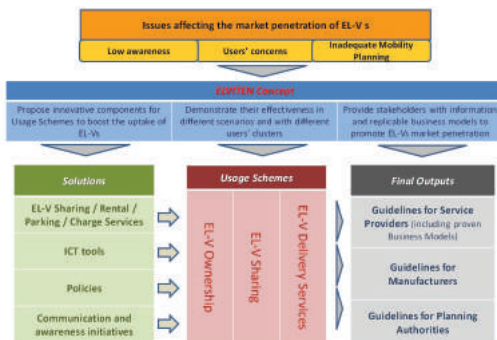 Issues affecting the market penetration of EL-V s
Low awareness
Users' concerns
Inadequate Mobility
Planning
ELVITEN Concept
Propose innovative components for
Usage Schemes to boost the uptake of
EL-Vs
Demonstrate their effectiveness in
different scenarios and with different
users' clusters
Provide stakeholders with information
and replicable business models to
promote EL-Vs market penetration
Solutions
EL-V Sharing / Rental /
Parking / Charge Services
ICT tools
Policies
Communication and
awareness initiatives
Usage Schemes
EL-V Ownership
EL-V Sharing
EL-V Delivery Services
Final Outputs
Guidelines for Service
Providers (including proven
Business Models)
Guidelines for
Manufacturers
Guidelines for Planning
Authorities